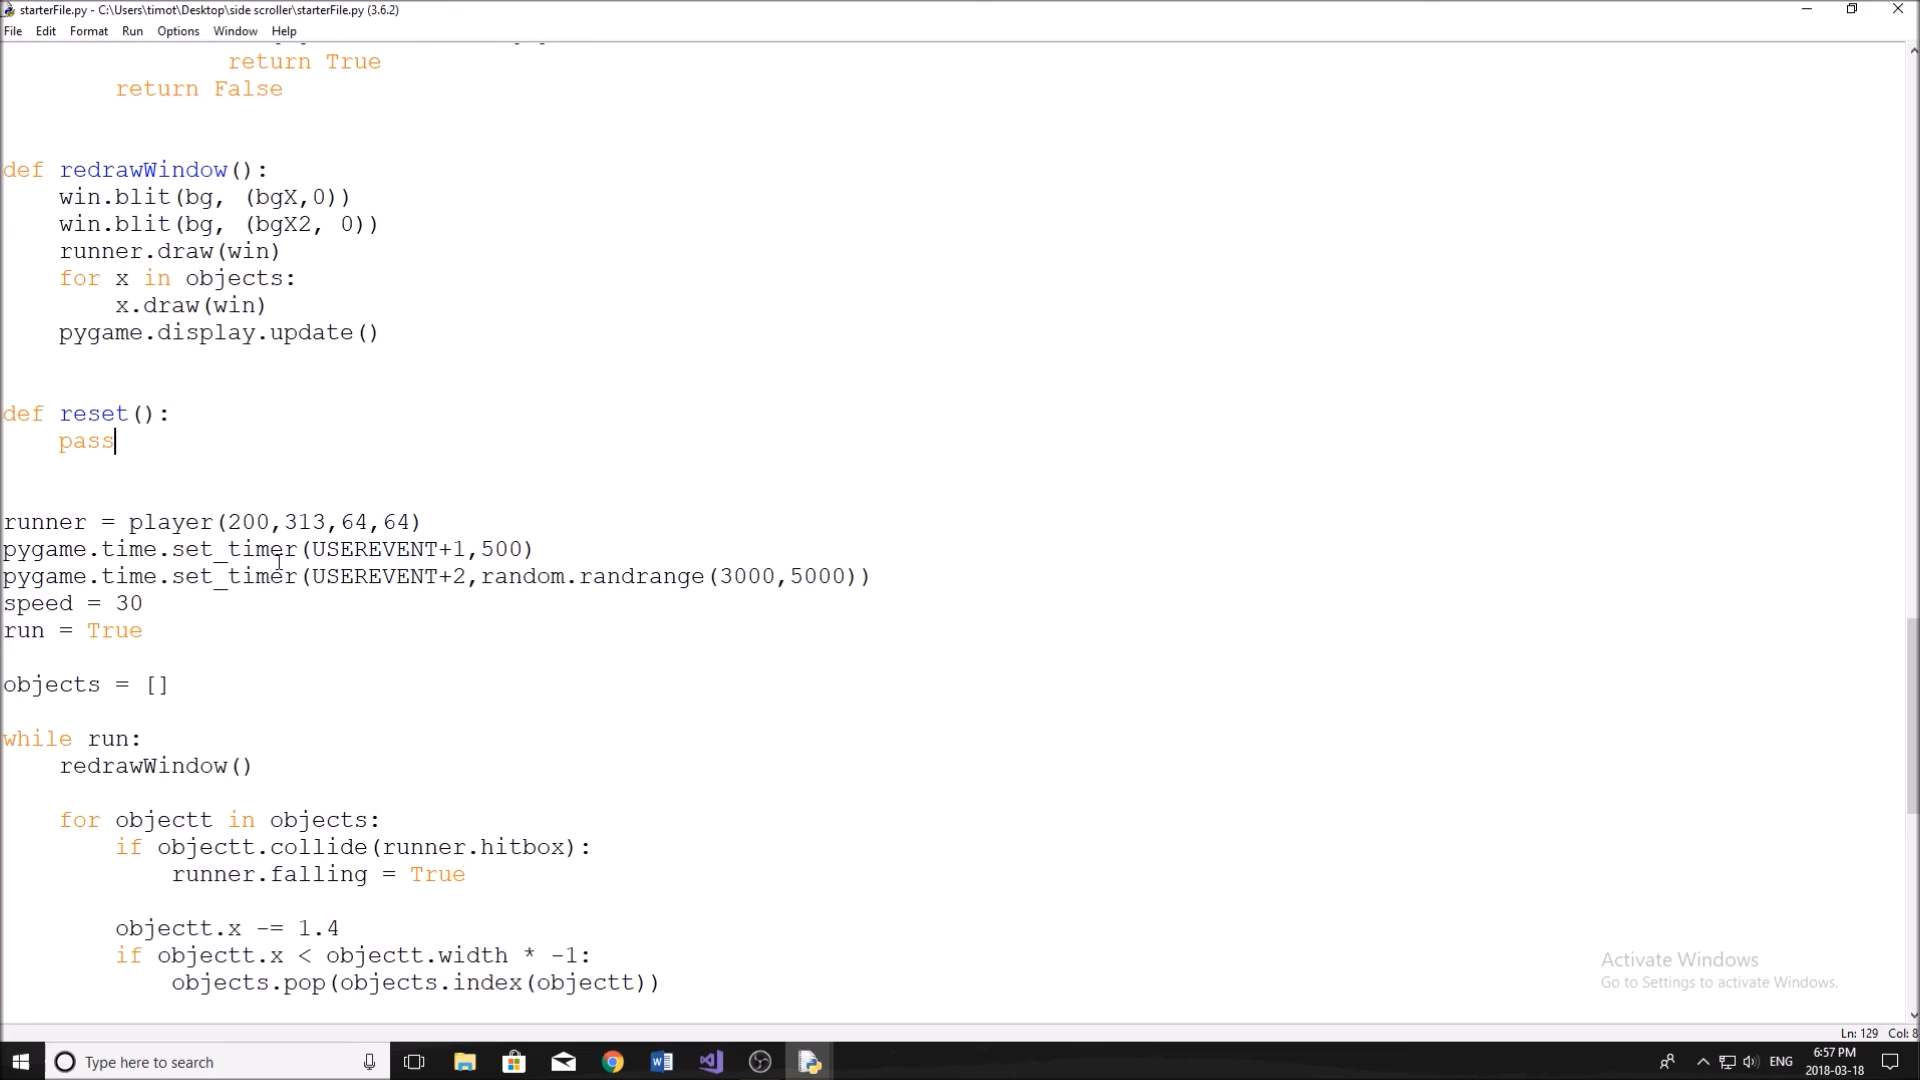 starterFile.py - C:\Users\timot\Desktop\side scroller\starterFile.py (3.6.2)
File Edit Format Run Options Window Help
return True
return False
def redrawWindow():
win.blit(bg, (bgX,0))
win.blit(bg, (bgX2, 0))
runner.draw(win)
for x in objects:
x.draw(win)
pygame.display.update()
def reset():
pass
runner = player(200,313,64,64)
pygame.time.set_timer(USEREVENT+1,500)
pygame.time.set_timer(USEREVENT+2,random.randrange(3000,5000))
speed = 30
run = True
objects = []
while run:
redrawWindow()
for objectt in objects:
if objectt.collide(runner.hitbox):
runner.falling = True
objectt.x -= 1.4
if objectt.x < objectt.width * -1:
objects.pop(objects.index(objectt))
Activate Windows
Go to Settings to activate Windows.
Ln: 129 Col: 8
Type here to search
ENG
6:57 PM
2018-03-18